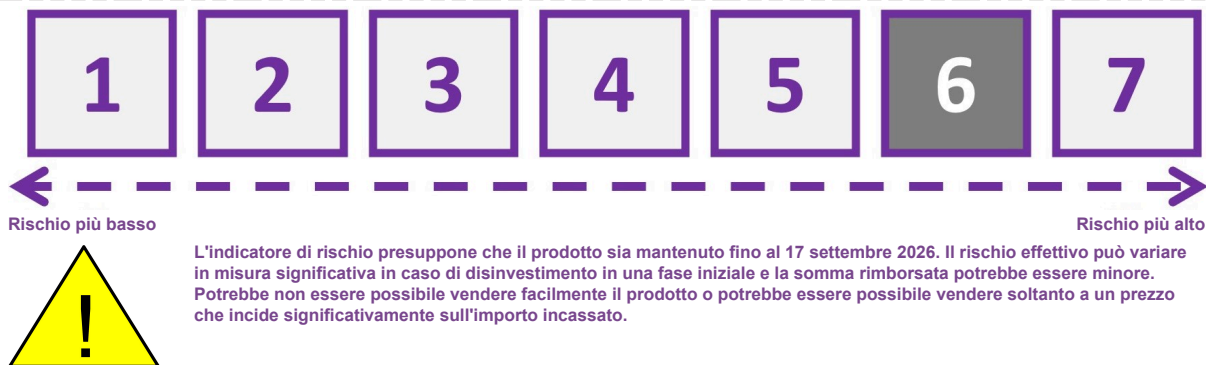 1 2 3 4 5 6 7
Rischio più basso Rischio più alto
L'indicatore di rischio presuppone che il prodotto sia mantenuto fino al 17 settembre 2026. Il rischio effettivo può variare
in misura significativa in caso di disinvestimento in una fase iniziale e la somma rimborsata potrebbe essere minore.
Potrebbe non essere possibile vendere facilmente il prodotto o potrebbe essere possibile vendere soltanto a un prezzo
che incide significativamente sull'importo incassato.
!